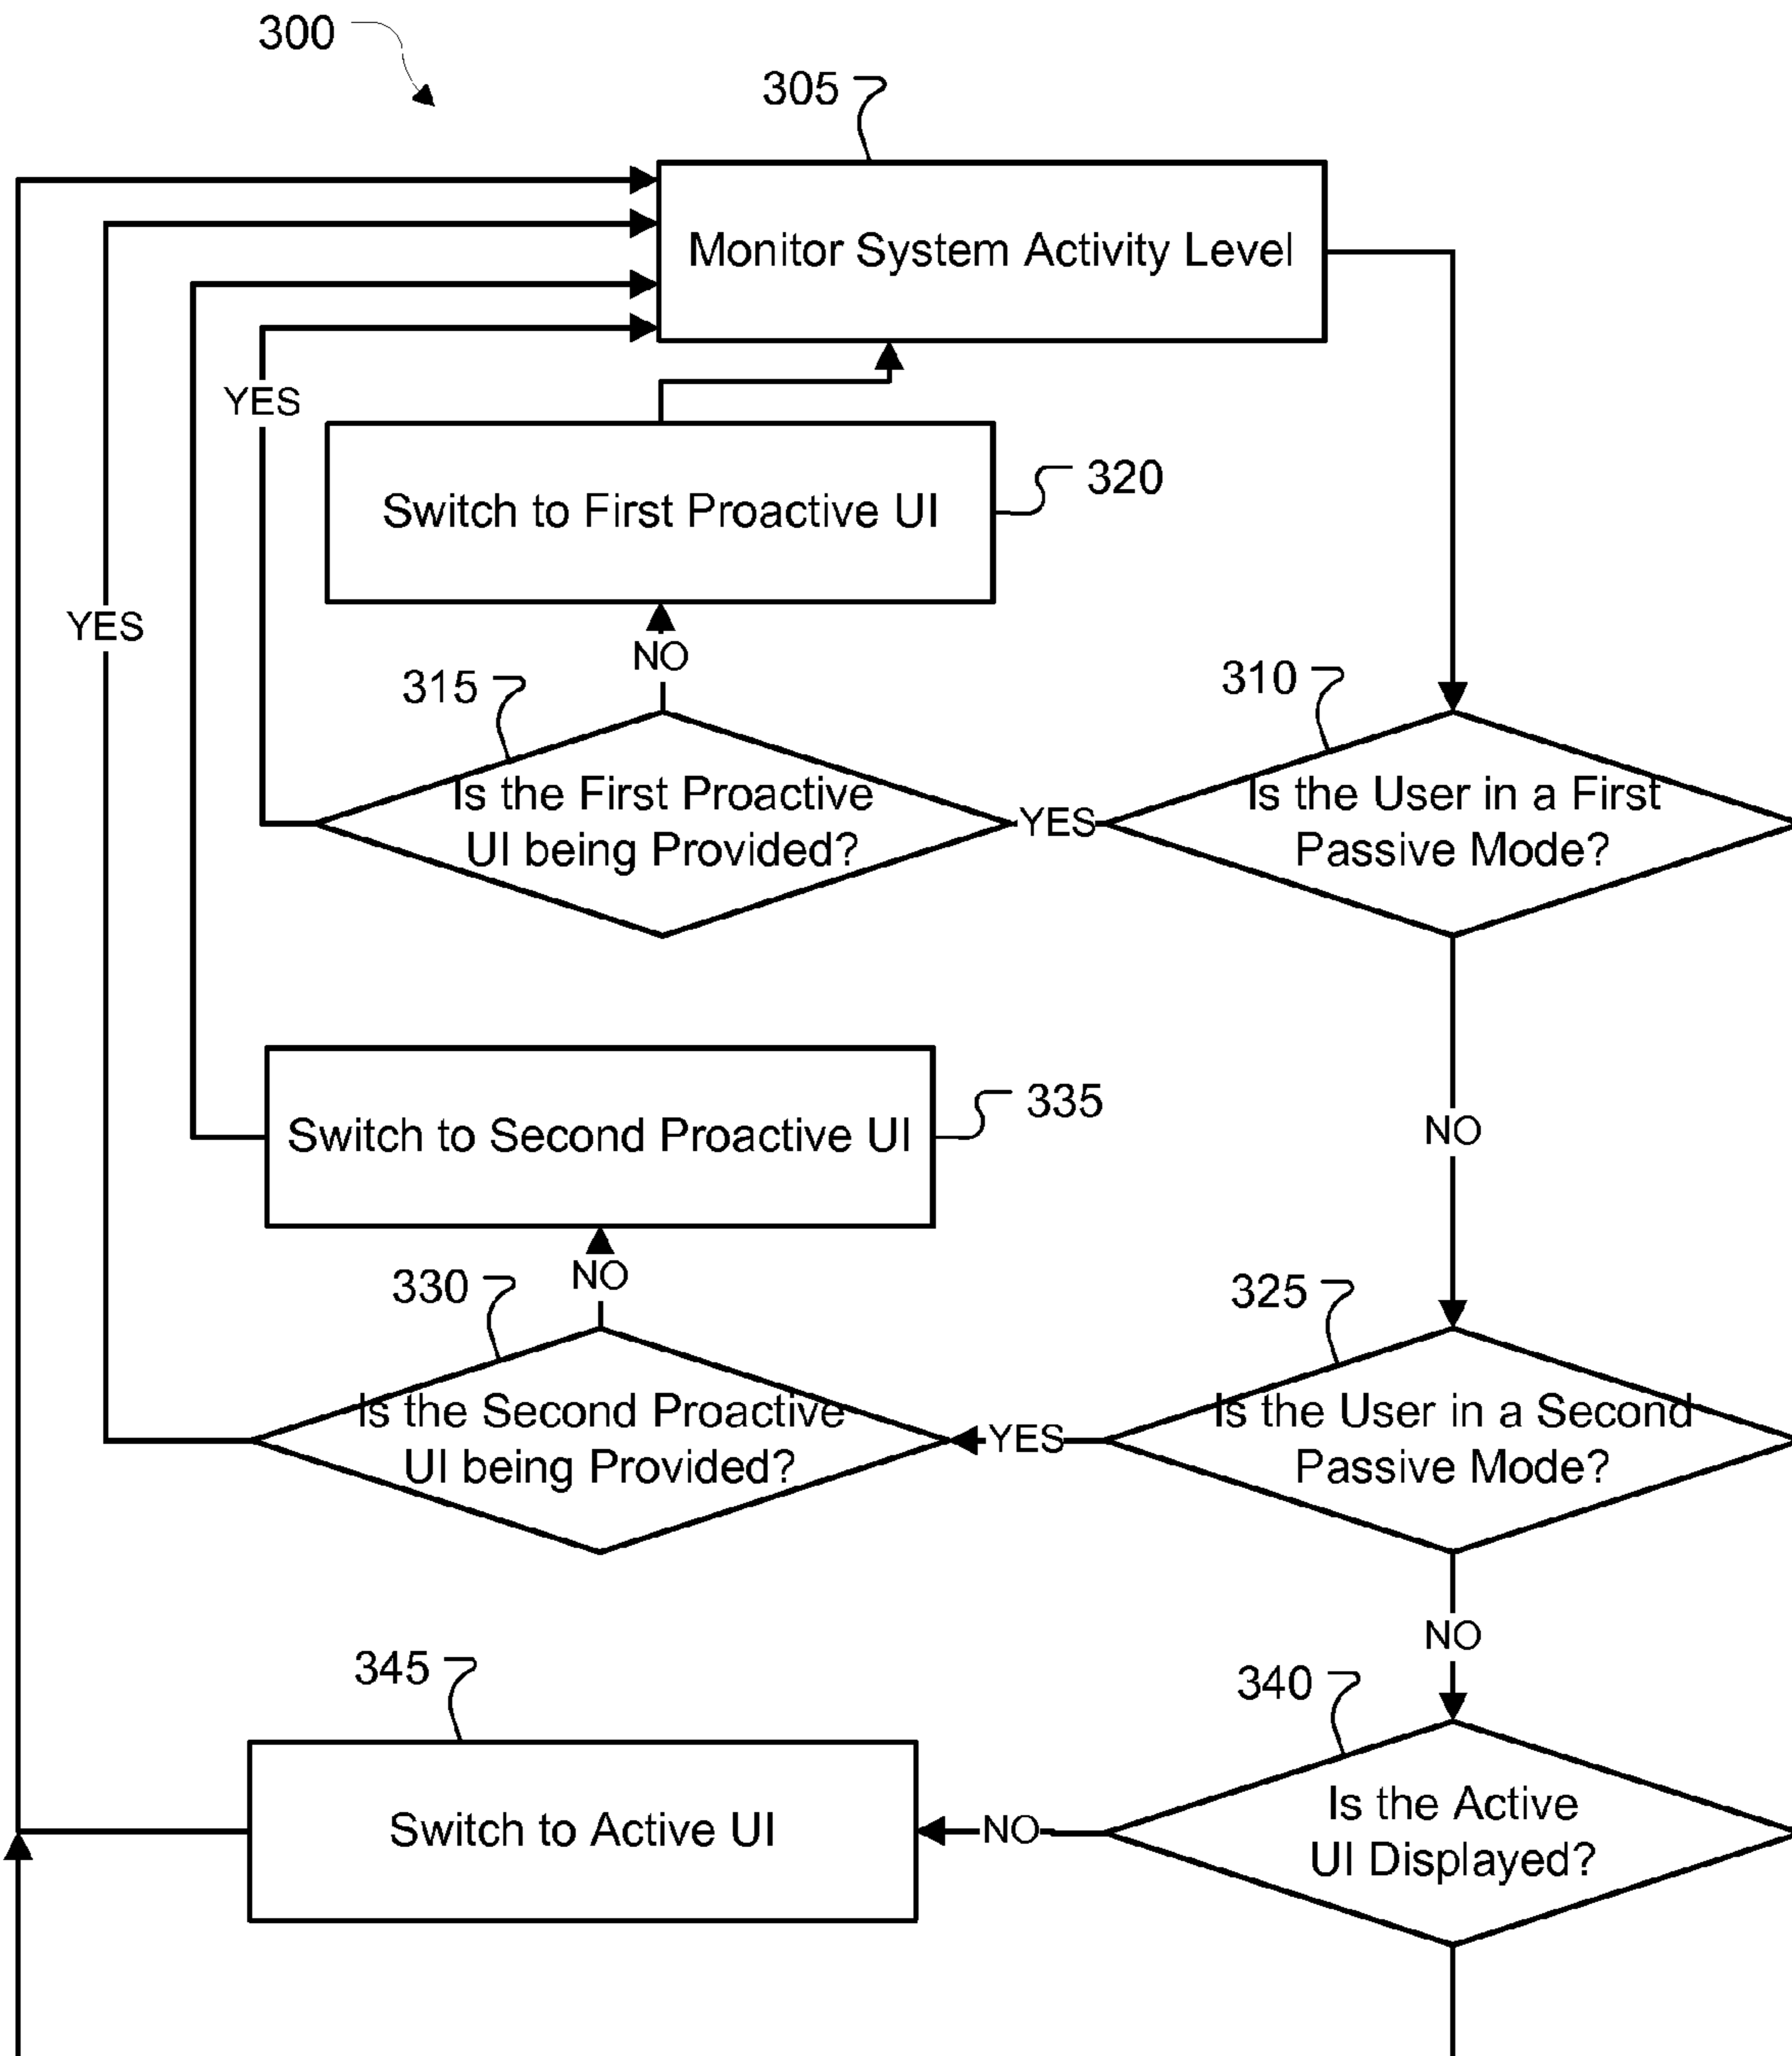 300
305
Monitor System Activity Level
YES
Switch to First Proactive UI
320
YES
NO
315
310
Is the First Proactive
UI being Provided?
YES
Is the User in a First
Passive Mode?
Switch to Second Proactive UI
335
NO
NO
330
325
Is the Second Proactive
UI being Provided?
YES
Is the User in a Second
Passive Mode?
NO
345
340
Switch to Active UI
NO
Is the Active
UI Displayed?